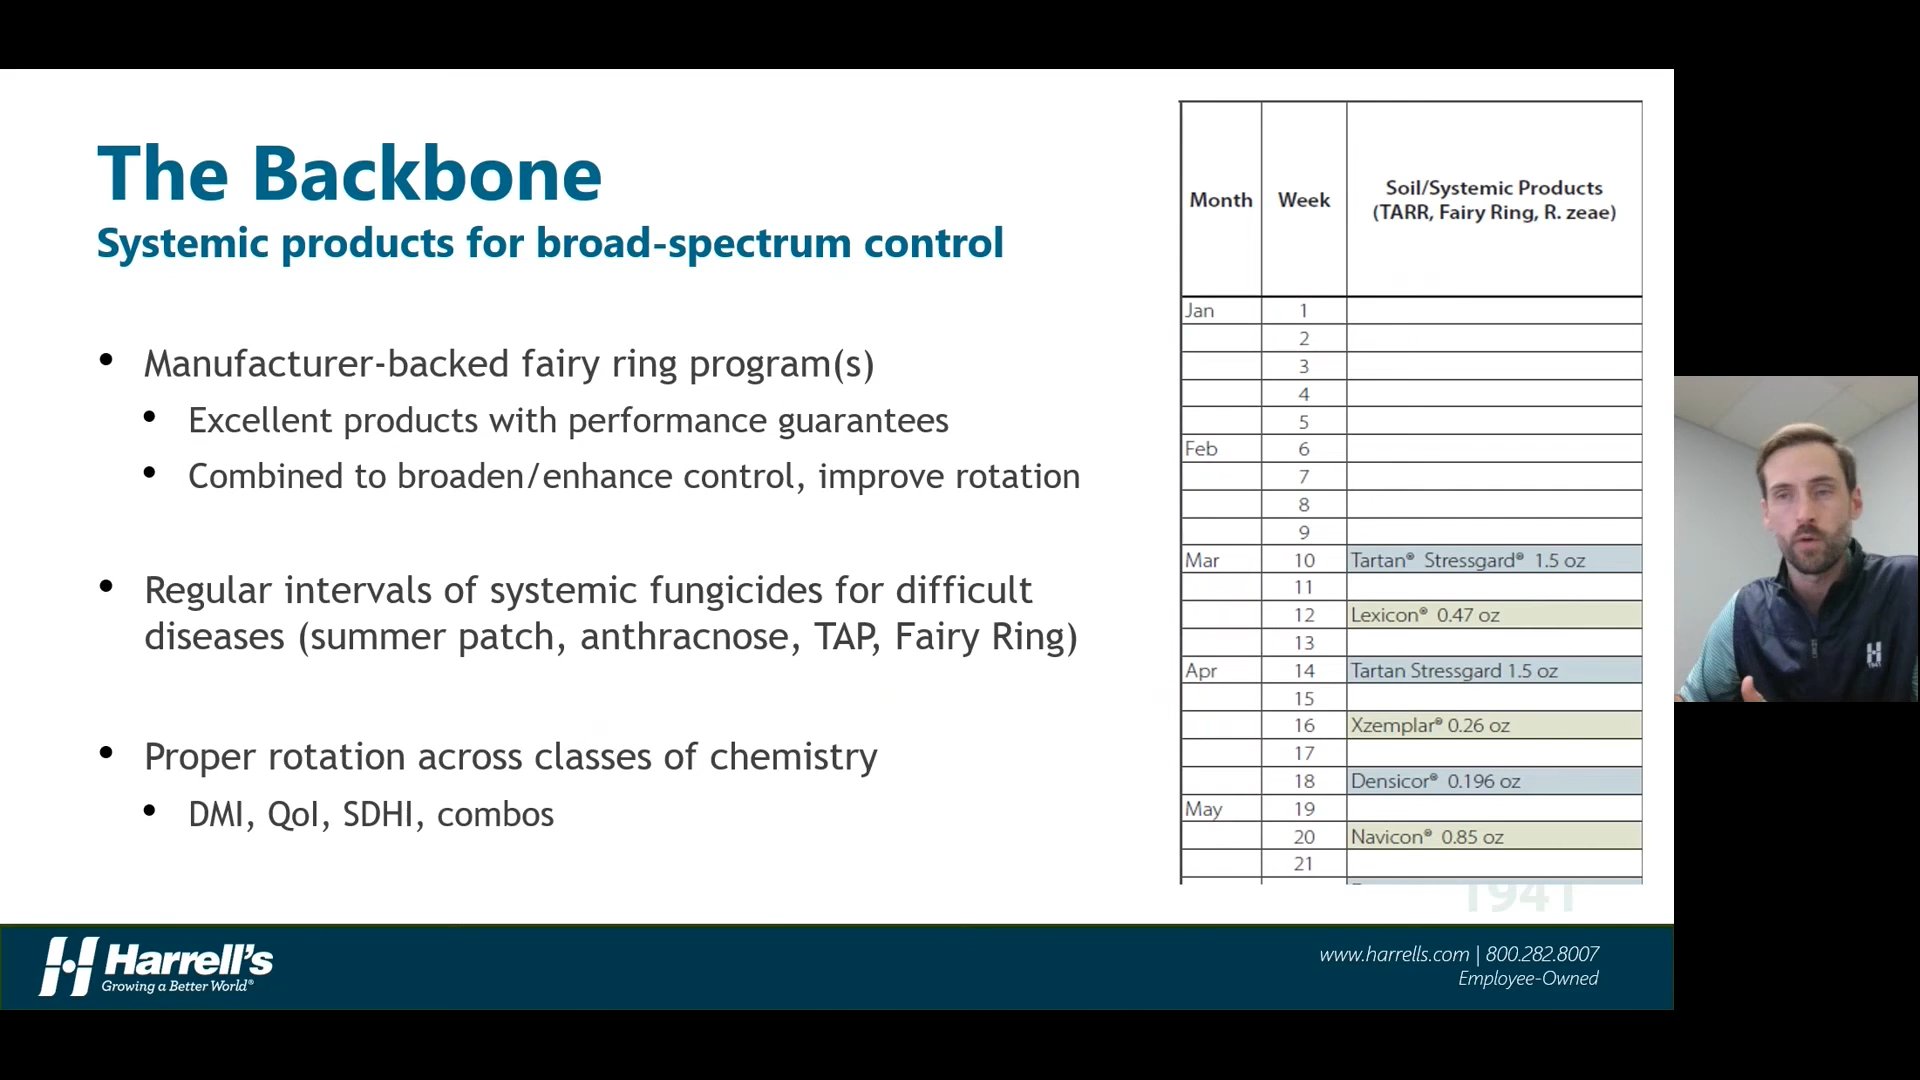 The Backbone
Systemic products for broad-spectrum control
• Manufacturer-backed fairy ring program(s)
• Excellent products with performance guarantees
• Combined to broaden/enhance control, improve rotation
• Regular intervals of systemic fungicides for difficult
diseases (summer patch, anthracnose, TAP, Fairy Ring)
• Proper rotation across classes of chemistry
• DMI, QoI, SDHI, combos
Month Week Soil/Systemic Products
(TARR, Fairy Ring, R. zeae)
Jan 1
2
3
4
5
Feb 6
7
8
9
Mar 10 Tartan® Stressgard® 1.5 oz
11
12 Lexicon® 0.47 oz
13
Apr 14 Tartan Stressgard 1.5 oz
15
16 Xzemplar® 0.26 oz
17
18 Densicor® 0.196 oz
May 19
20 Navicon® 0.85 oz
21
1941
Harrell's
Growing a Better World®
www.harrells.com | 800.282.8007
Employee-Owned
H
1941